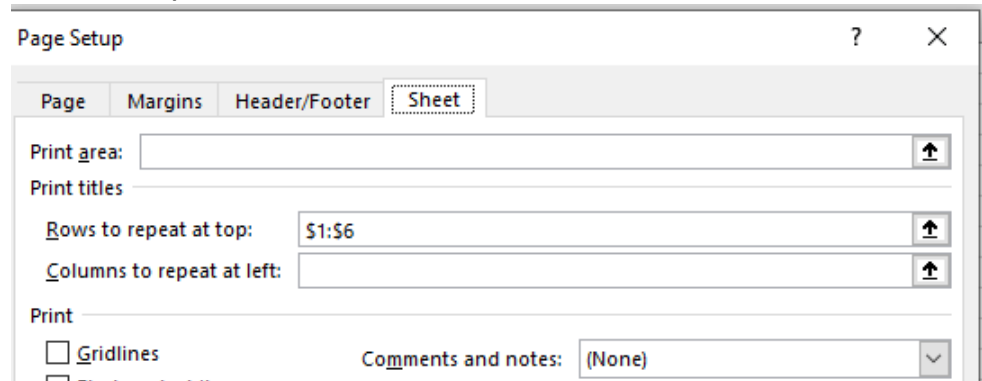 Page Setup ? ×
Page Margins Header/Footer Sheet
Print area:
Print titles
Rows to repeat at top: $1:$6
Columns to repeat at left:
Print
Gridlines Comments and notes: (None)